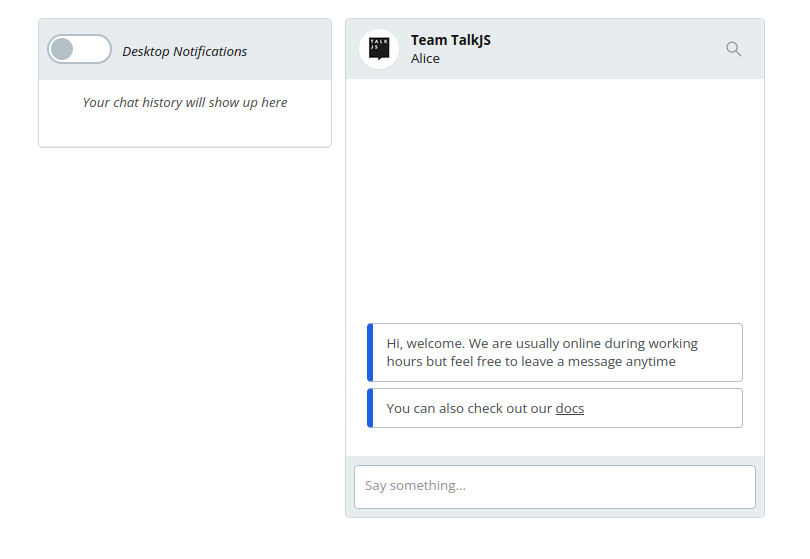 Desktop Notifications
Your chat history will show up here
TALK
JS
Team TalkJS
Alice
Hi, welcome. We are usually online during working
hours but feel free to leave a message anytime
You can also check out our docs
Say something...